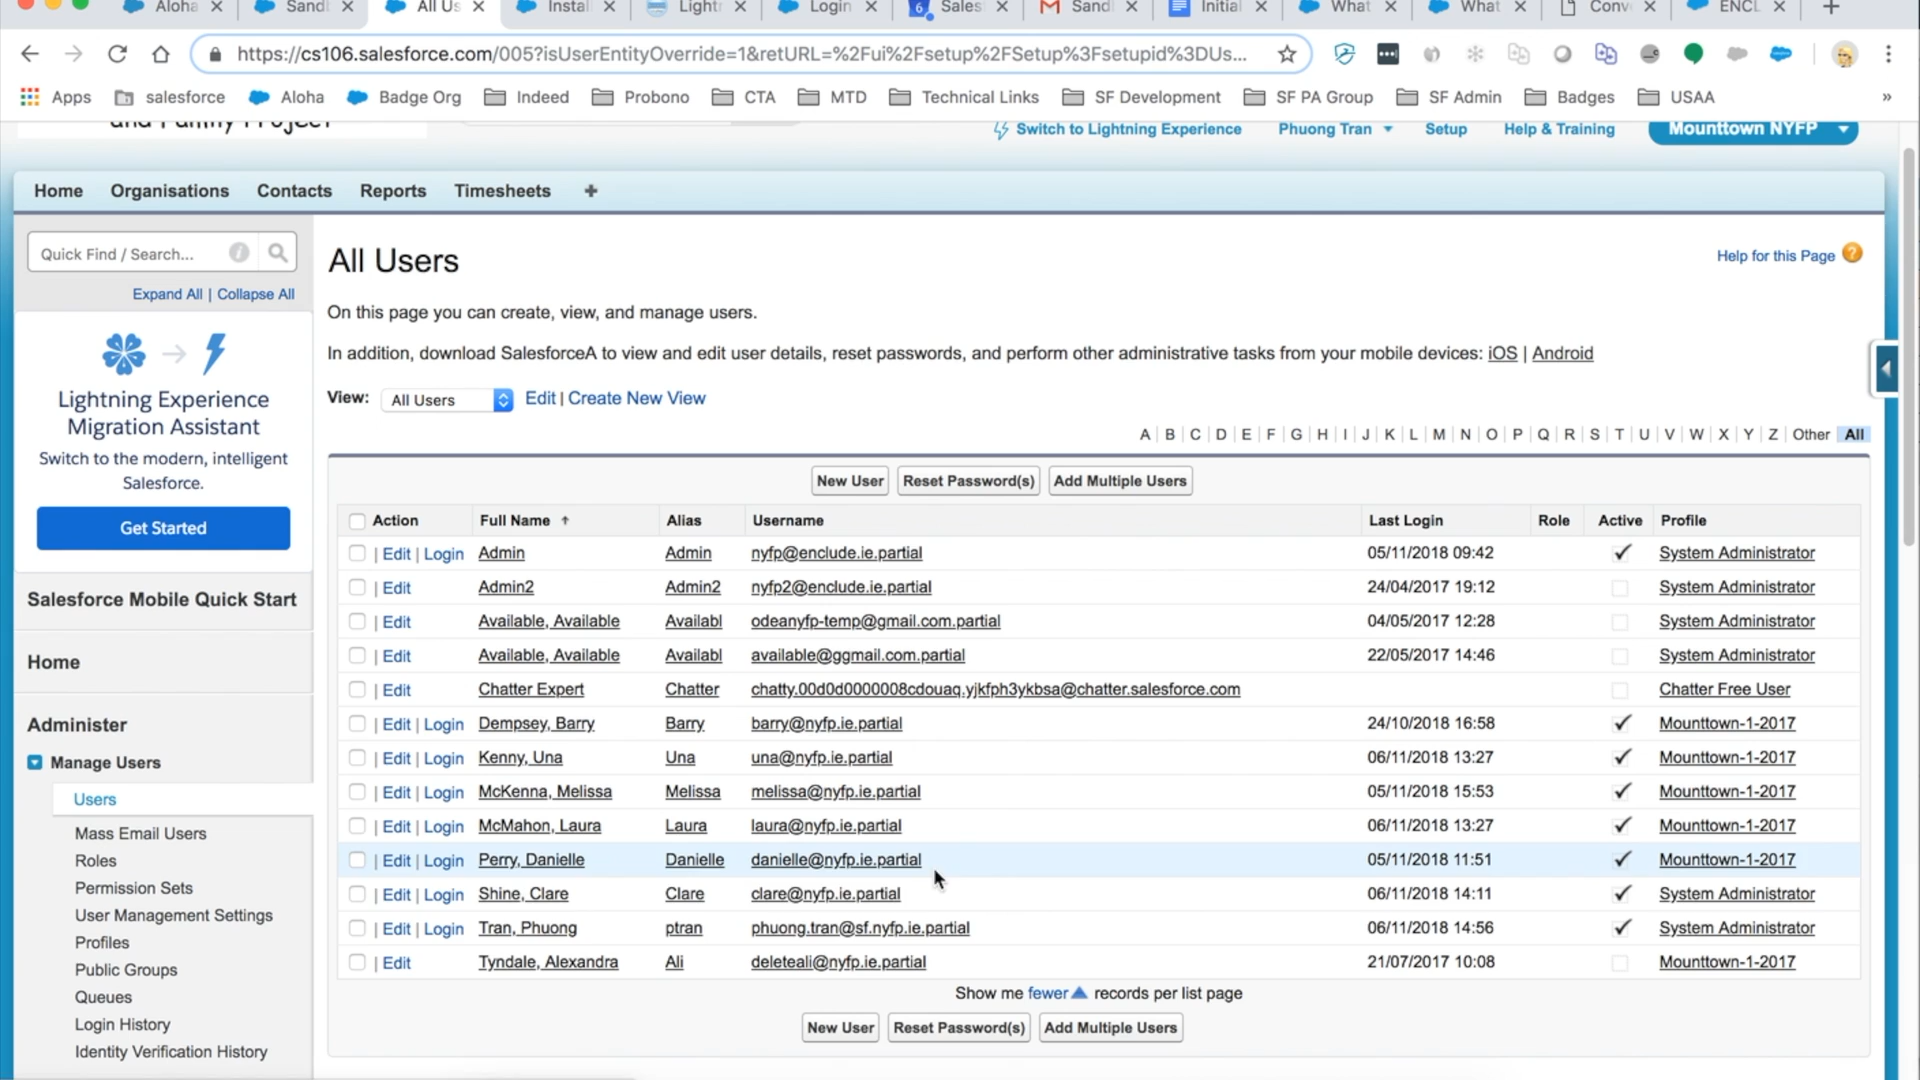 Aloha
Sandl
All Us
Install
Lightn
Login
Sales
Sandl
Initial
What
What
Conv
ENCL
https://cs106.salesforce.com/005?isUserEntityOverride=1&retURL=%2Fui%2Fsetup%2FSetup%3Fsetupid%3DUs...
Apps salesforce Aloha Badge Org Indeed Probono CTA MTD Technical Links SF Development SF PA Group SF Admin Badges USAA »
and Family Project
Switch to Lightning Experience Phuong Tran Setup Help & Training Mounttown NYFP
Home Organisations Contacts Reports Timesheets +
Quick Find / Search...
Expand All | Collapse All
Lightning Experience
Migration Assistant
Switch to the modern, intelligent
Salesforce.
Get Started
Salesforce Mobile Quick Start
Home
Administer
Manage Users
Users
Mass Email Users
Roles
Permission Sets
User Management Settings
Profiles
Public Groups
Queues
Login History
Identity Verification History
All Users
Help for this Page ?
On this page you can create, view, and manage users.
In addition, download SalesforceA to view and edit user details, reset passwords, and perform other administrative tasks from your mobile devices: iOS | Android
View: All Users Edit | Create New View
A | B | C | D | E | F | G | H | I | J | K | L | M | N | O | P | Q | R | S | T | U | V | W | X | Y | Z | Other All
New User Reset Password(s) Add Multiple Users
Action Full Name ↑ Alias Username Last Login Role Active Profile
| Edit | Login Admin Admin nyfp@enclude.ie.partial 05/11/2018 09:42 ✓ System Administrator
| Edit Admin2 Admin2 nyfp2@enclude.ie.partial 24/04/2017 19:12 System Administrator
| Edit Available, Available Availabl odeanyfp-temp@gmail.com.partial 04/05/2017 12:28 System Administrator
| Edit Available, Available Availabl available@ggmail.com.partial 22/05/2017 14:46 System Administrator
| Edit Chatter Expert Chatter chatty.00d0d0000008cdouaq.yjkfph3ykbsa@chatter.salesforce.com Chatter Free User
| Edit | Login Dempsey, Barry Barry barry@nyfp.ie.partial 24/10/2018 16:58 ✓ Mounttown-1-2017
| Edit | Login Kenny, Una Una una@nyfp.ie.partial 06/11/2018 13:27 ✓ Mounttown-1-2017
| Edit | Login McKenna, Melissa Melissa melissa@nyfp.ie.partial 05/11/2018 15:53 ✓ Mounttown-1-2017
| Edit | Login McMahon, Laura Laura laura@nyfp.ie.partial 06/11/2018 13:27 ✓ Mounttown-1-2017
| Edit | Login Perry, Danielle Danielle danielle@nyfp.ie.partial 05/11/2018 11:51 ✓ Mounttown-1-2017
| Edit | Login Shine, Clare Clare clare@nyfp.ie.partial 06/11/2018 14:11 ✓ System Administrator
| Edit | Login Tran, Phuong ptran phuong.tran@sf.nyfp.ie.partial 06/11/2018 14:56 ✓ System Administrator
| Edit Tyndale, Alexandra Ali deleteali@nyfp.ie.partial 21/07/2017 10:08 Mounttown-1-2017
Show me fewer records per list page
New User Reset Password(s) Add Multiple Users